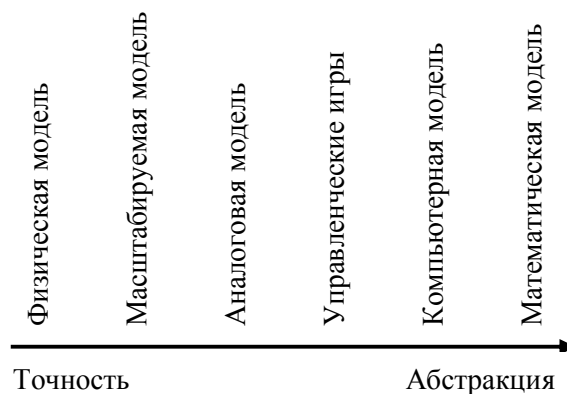 Физическая модель
Масштабируемая модель
Аналоговая модель
Управленческие игры
Компьютерная модель
Математическая модель
Точность
Абстракция